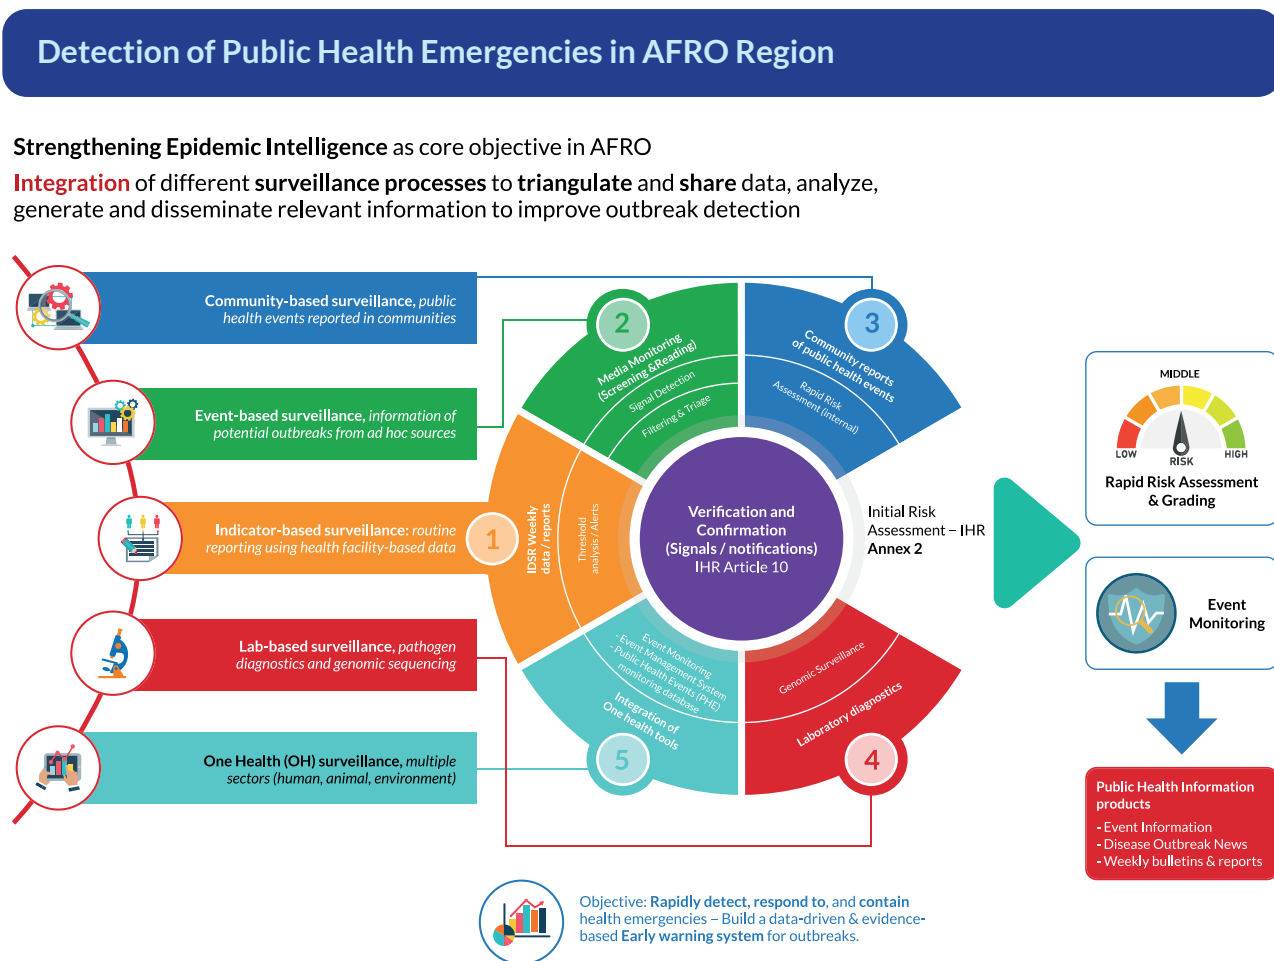 Detection of Public Health Emergencies in AFRO Region
Strengthening Epidemic Intelligence as core objective in AFRO
Integration of different surveillance processes to triangulate and share data, analyze,
generate and disseminate relevant information to improve outbreak detection
Community-based surveillance, public
health events reported in communities
Event-based surveillance, information of
potential outbreaks from ad hoc sources
Indicator-based surveillance: routine
reporting using health facility-based data
Lab-based surveillance, pathogen
diagnostics and genomic sequencing
One Health (OH) surveillance, multiple
sectors (human, animal, environment)
2
Media Monitoring
(Screening &Reading)
Signal Detection
Filtering & Triage
3
Community reports
of public health events
Rapid Risk
Assessment (Internal)
1
IDSR Weekly
data / reports
Threshold
analysis / Alerts
Verification and
Confirmation
(Signals / notifications)
IHR Article 10
Initial Risk
Assessment – IHR
Annex 2
Event Monitoring
- Event Management System
- Public Health Events (PHE)
monitoring database
Integration of
One health tools
5
Genomic Surveillance
Laboratory diagnostics
4
MIDDLE
LOW
HIGH
RISK
Rapid Risk Assessment
& Grading
Event
Monitoring
Public Health Information
products
- Event Information
- Disease Outbreak News
- Weekly bulletins & reports
Objective: Rapidly detect, respond to, and contain
health emergencies – Build a data-driven & evidence-
based Early warning system for outbreaks.